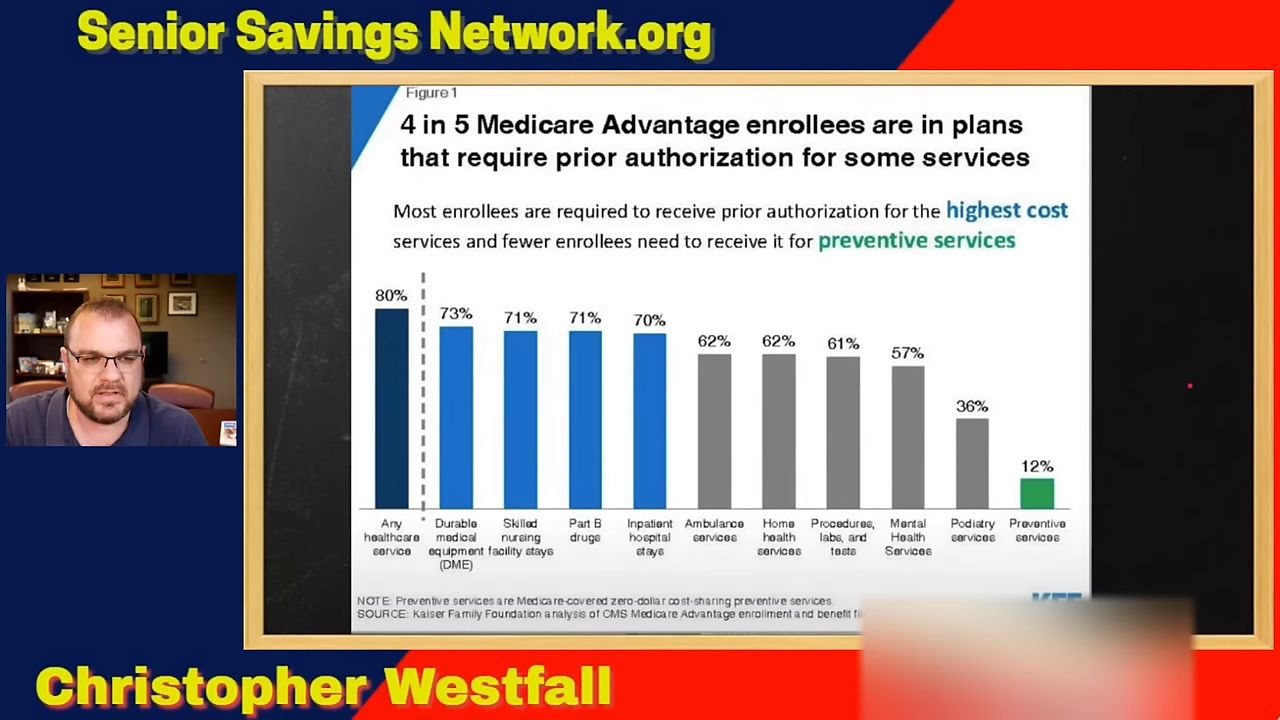 Senior Savings Network.org
Figure 1
4 in 5 Medicare Advantage enrollees are in plans
that require prior authorization for some services
Most enrollees are required to receive prior authorization for the highest cost
services and fewer enrollees need to receive it for preventive services
80%
73%
71%
71%
70%
62%
62%
61%
57%
36%
12%
Any
healthcare
service
Durable
medical
equipment
(DME)
Skilled
nursing
facility stays
Part B
drugs
Inpatient
hospital
stays
Ambulance
services
Home
health
services
Procedures,
labs, and
tests
Mental
Health
Services
Podiatry
services
Preventive
services
NOTE: Preventive services are Medicare-covered zero-dollar cost-sharing preventive services.
SOURCE: Kaiser Family Foundation analysis of CMS Medicare Advantage enrollment and benefit
Christopher Westfall